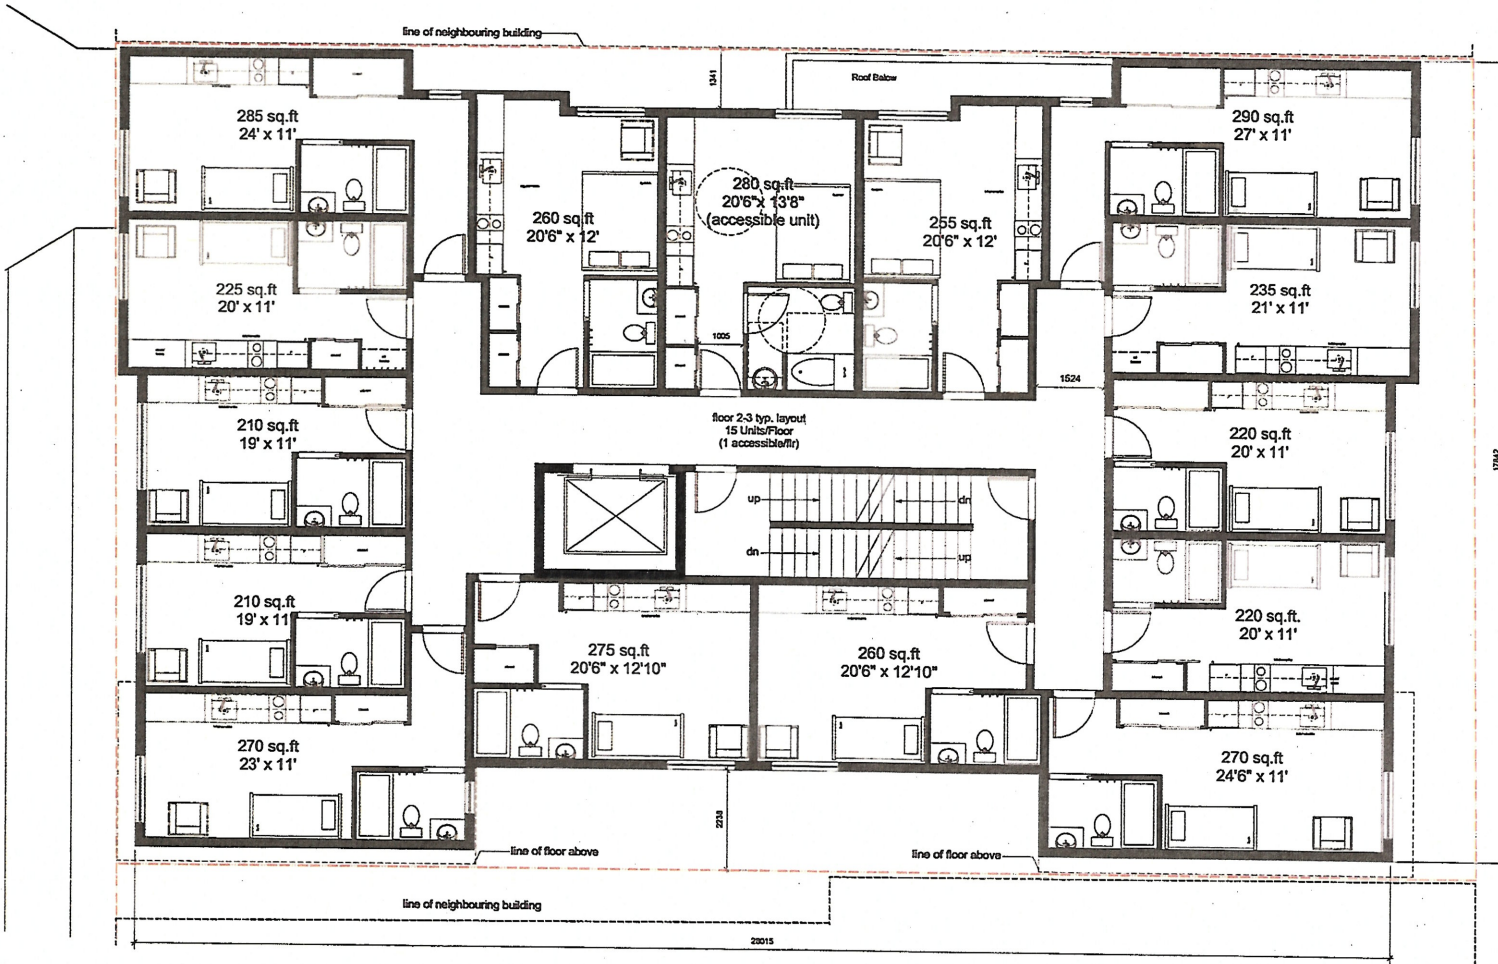 line of neighbouring building
1341
Roof Below
285 sq.ft
24' x 11'
290 sq.ft
27' x 11'
260 sq.ft
20'6" x 12'
280 sq.ft
20'6"x 13'8"
(accessible unit)
255 sq.ft
20'6" x 12'
225 sq.ft
20' x 11'
235 sq.ft
21' x 11'
1005
1524
floor 2-3 typ. layout
15 Units/Floor
(1 accessible/flr)
210 sq.ft
19' x 11'
220 sq.ft
20' x 11'
17842
up
dn
dn
up
210 sq.ft
19' x 11'
220 sq.ft.
20' x 11'
275 sq.ft
20'6" x 12'10"
260 sq.ft
20'6" x 12'10"
270 sq.ft
23' x 11'
270 sq.ft
24'6" x 11'
2238
line of floor above
line of floor above
line of neighbouring building
28015